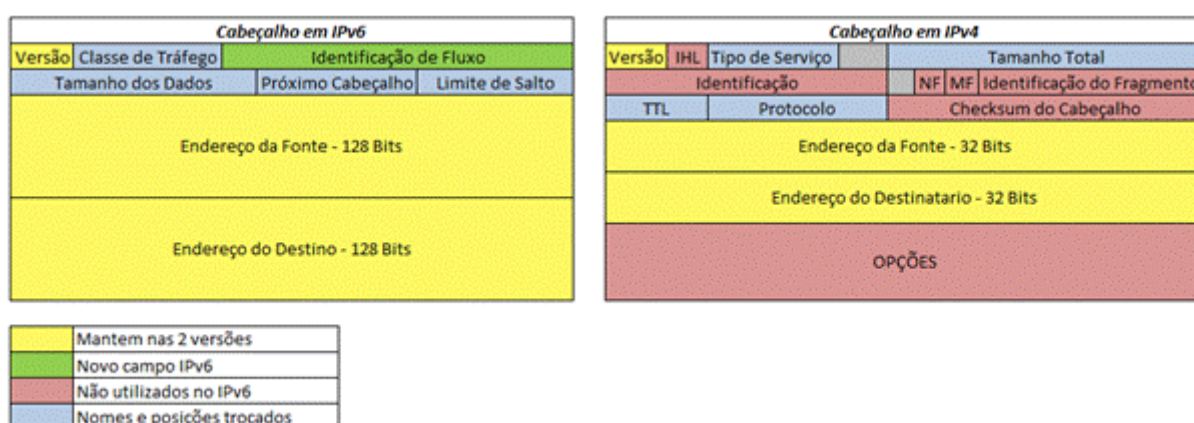 Cabeçalho em IPv6
Versão Classe de Tráfego Identificação de Fluxo
Tamanho dos Dados Próximo Cabeçalho Limite de Salto
Endereço da Fonte - 128 Bits
Endereço do Destino - 128 Bits
Cabeçalho em IPv4
Versão IHL Tipo de Serviço Tamanho Total
Identificação NF MF Identificação do Fragmento
TTL Protocolo Checksum do Cabeçalho
Endereço da Fonte - 32 Bits
Endereço do Destinatario - 32 Bits
OPÇÕES
Mantem nas 2 versões
Novo campo IPv6
Não utilizados no IPv6
Nomes e posições trocados